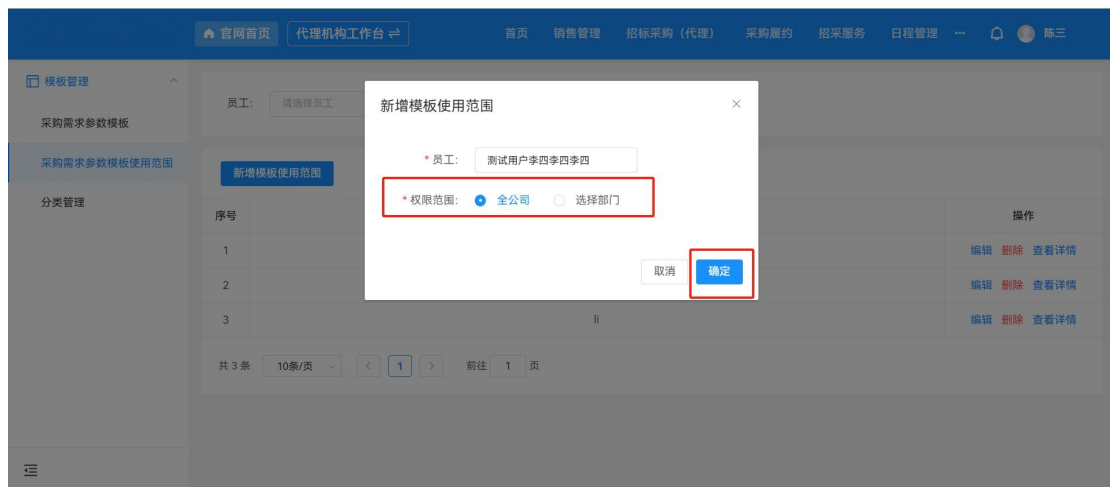 官网首页 代理机构工作台 首页 销售管理 招标采购（代理） 采购履约 招采服务 日程管理 ··· 陈三
模板管理
员工： 请选择员工
新增模板使用范围
采购需求参数模板
* 员工： 测试用户李四李四李四
采购需求参数模板使用范围
新增模板使用范围
* 权限范围： 全公司 选择部门
分类管理
序号 操作
1 编辑 删除 查看详情
取消 确定
2 编辑 删除 查看详情
3 li 编辑 删除 查看详情
共 3 条 10条/页 1 前往 1 页